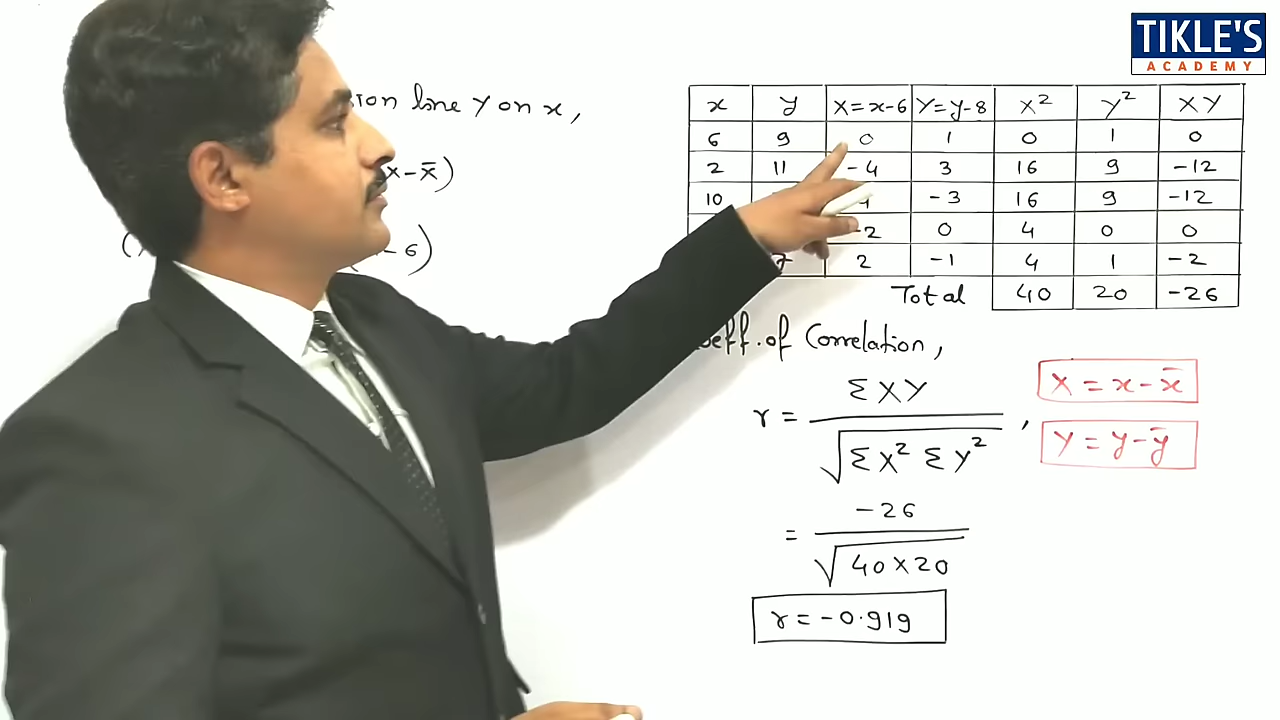 TIKLE'S
ACADEMY
line Y on x,
x - x̄)
- 6)
x y X=x-6 Y=y-8 X² Y² XY
6 9 0 1 0 1 0
2 11 -4 3 16 9 -12
10 -3 16 9 -12
-2 0 4 0 0
7 2 -1 4 1 -2
Total 40 20 -26
of Correlation,
r = ΣXY / √ΣX² ΣY² ,
X = x - x̄
Y = y - ȳ
= -26 / √40×20
r = -0.919